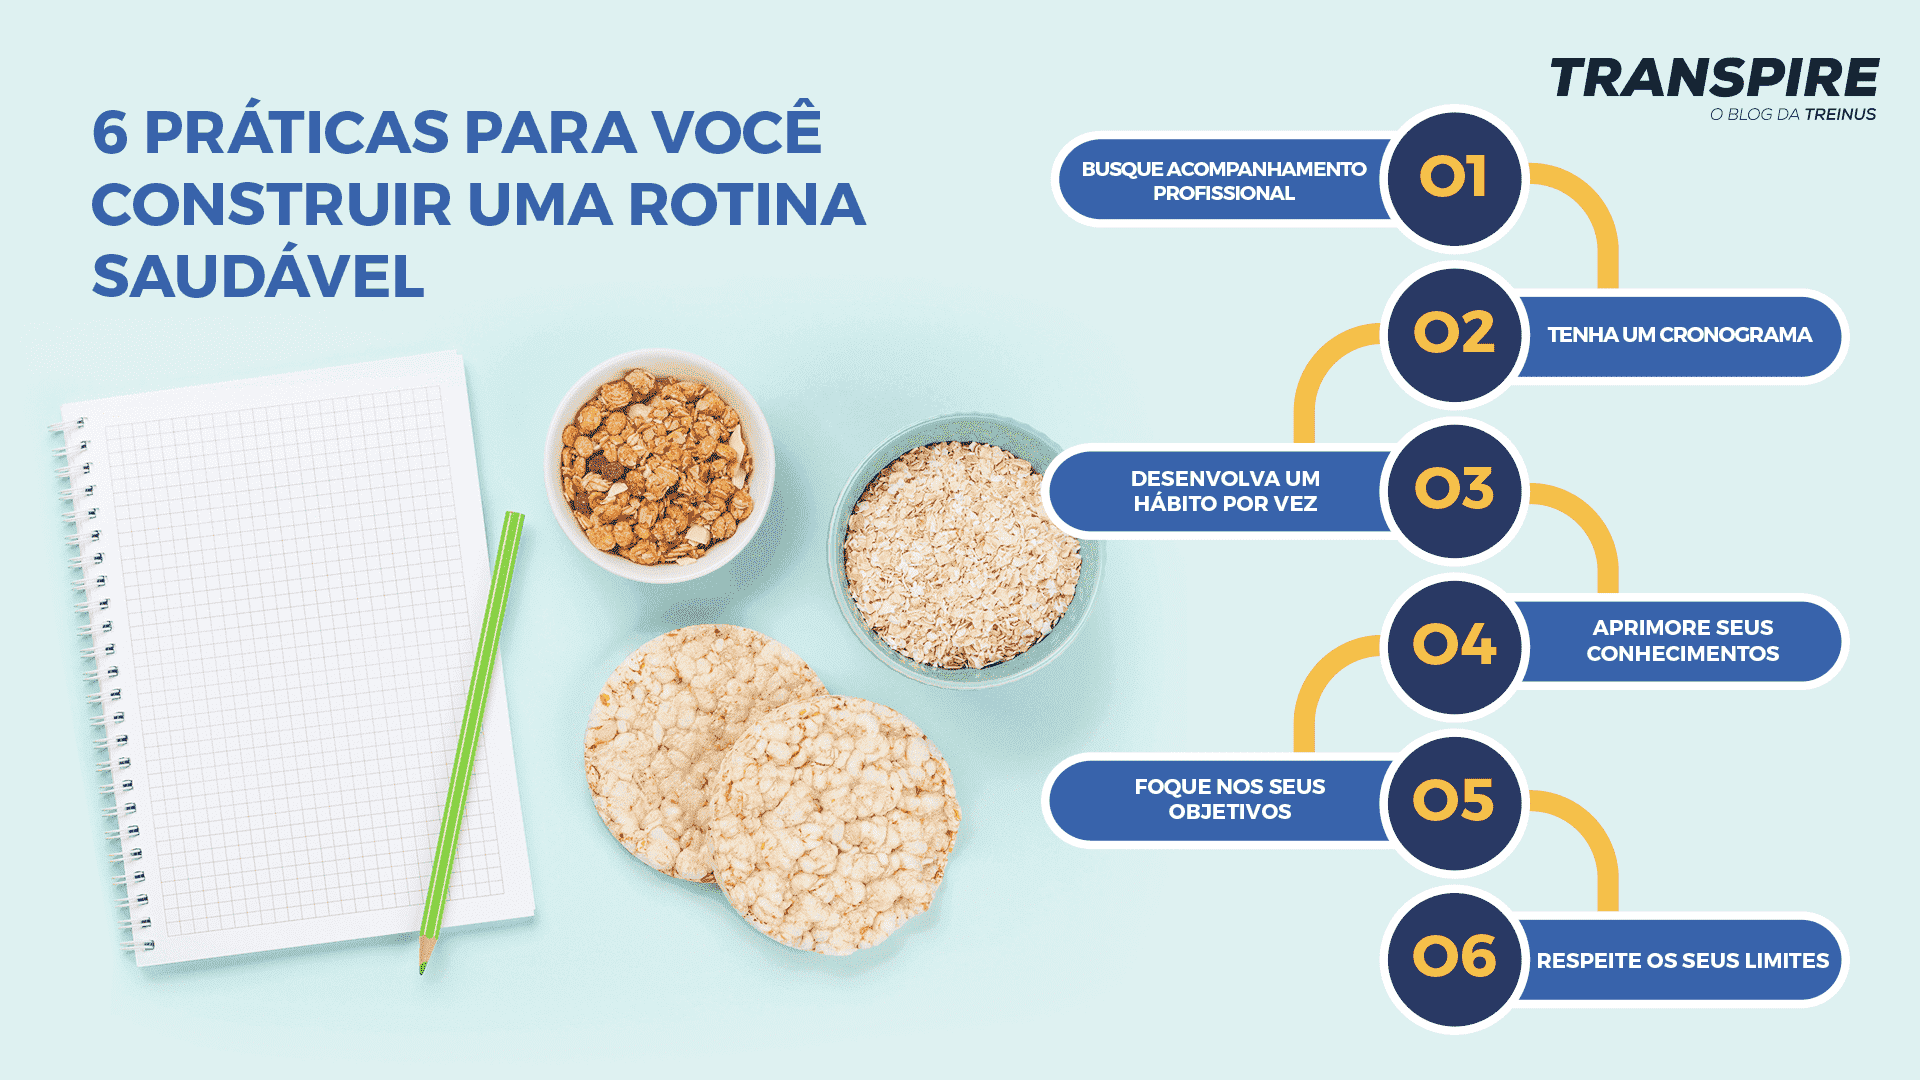 6 PRÁTICAS PARA VOCÊ
CONSTRUIR UMA ROTINA
SAUDÁVEL
TRANSPIRE
O BLOG DA TREINUS
BUSQUE ACOMPANHAMENTO
PROFISSIONAL
01
02
TENHA UM CRONOGRAMA
DESENVOLVA UM
HÁBITO POR VEZ
03
04
APRIMORE SEUS
CONHECIMENTOS
FOQUE NOS SEUS
OBJETIVOS
05
06
RESPEITE OS SEUS LIMITES